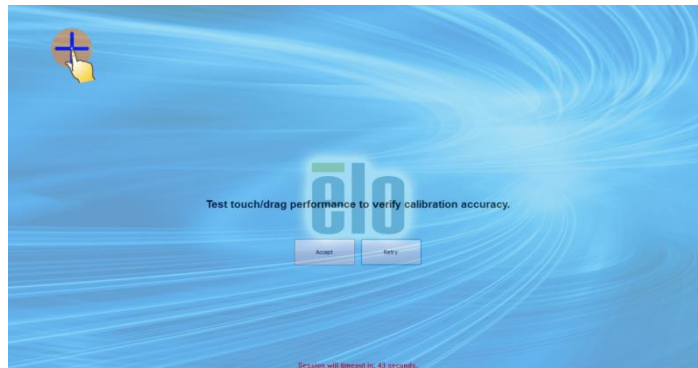 elo
Test touch/drag performance to verify calibration accuracy.
Accept Retry
Session will timeout in: 43 seconds.